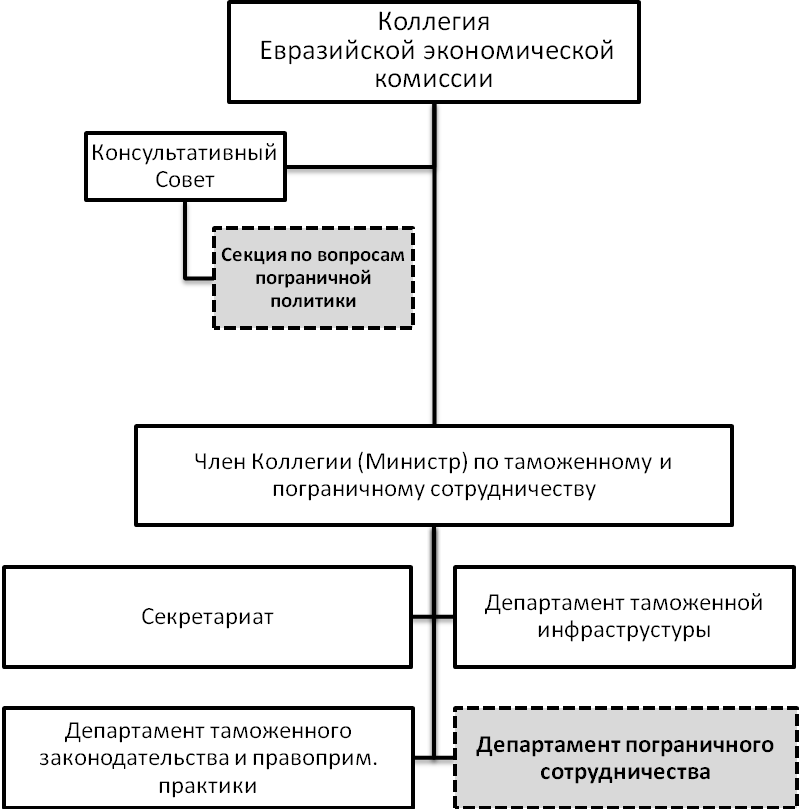 Коллегия
Евразийской экономической
комиссии
Консультативный
Совет
Секция по вопросам
пограничной
политики
Член Коллегии (Министр) по таможенному и
пограничному сотрудничеству
Секретариат
Департамент таможенной
инфраструстуры
Департамент таможенного
законодательства и правоприм.
практики
Департамент пограничного
сотрудничества